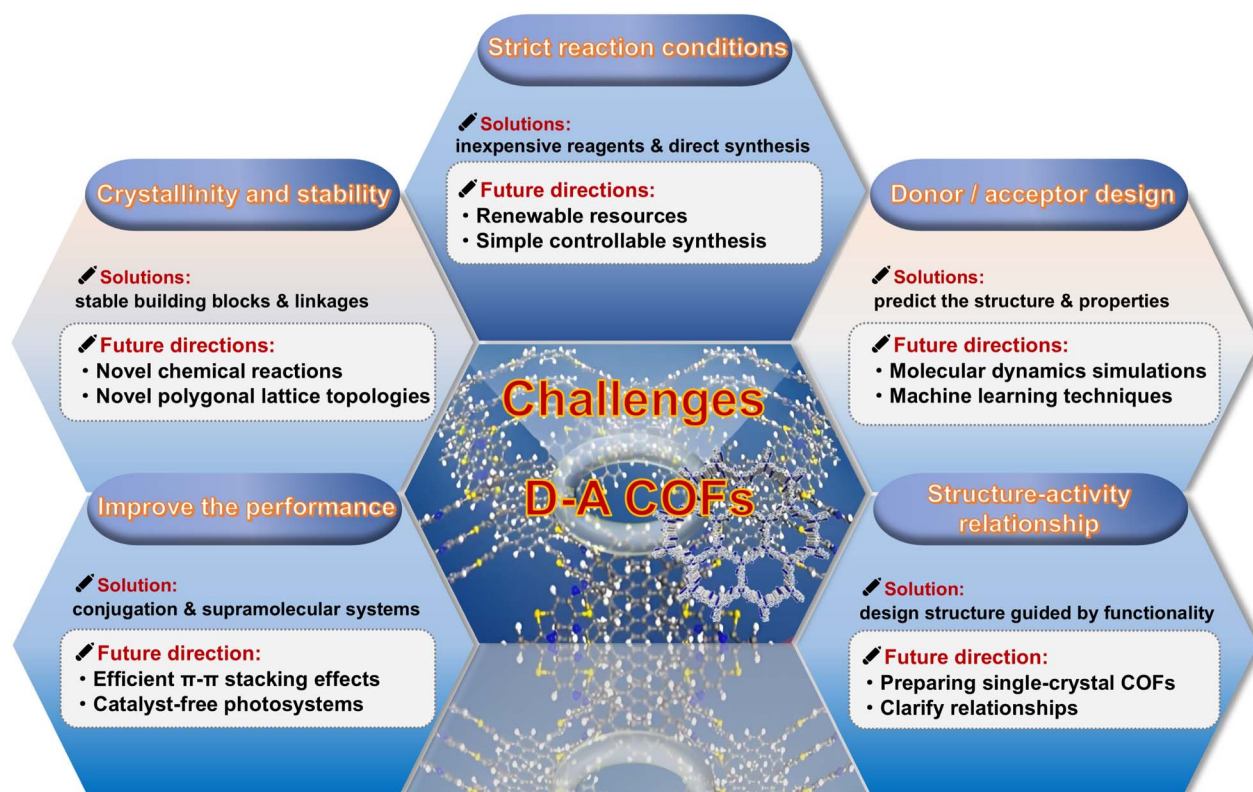 Strict reaction conditions
Solutions:
inexpensive reagents & direct synthesis
Future directions:
• Renewable resources
• Simple controllable synthesis
Crystallinity and stability
Solutions:
stable building blocks & linkages
Future directions:
• Novel chemical reactions
• Novel polygonal lattice topologies
Donor / acceptor design
Solutions:
predict the structure & properties
Future directions:
• Molecular dynamics simulations
• Machine learning techniques
Challenges
D-A COFs
Improve the performance
Solution:
conjugation & supramolecular systems
Future direction:
• Efficient π-π stacking effects
• Catalyst-free photosystems
Structure-activity
relationship
Solution:
design structure guided by functionality
Future direction:
• Preparing single-crystal COFs
• Clarify relationships